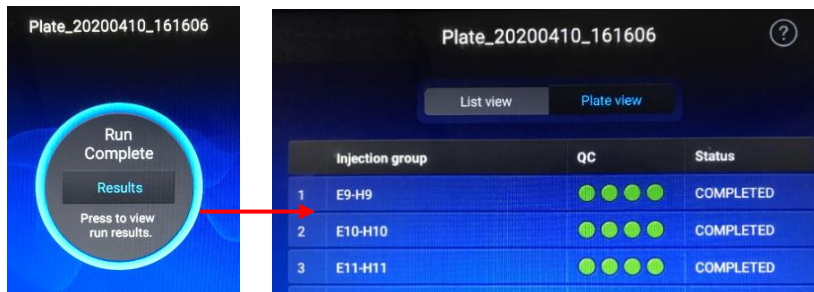 Plate_20200410_161606
Run
Complete
Results
Press to view
run results.
Plate_20200410_161606
?
List view Plate view
Injection group QC Status
1 E9-H9 COMPLETED
2 E10-H10 COMPLETED
3 E11-H11 COMPLETED